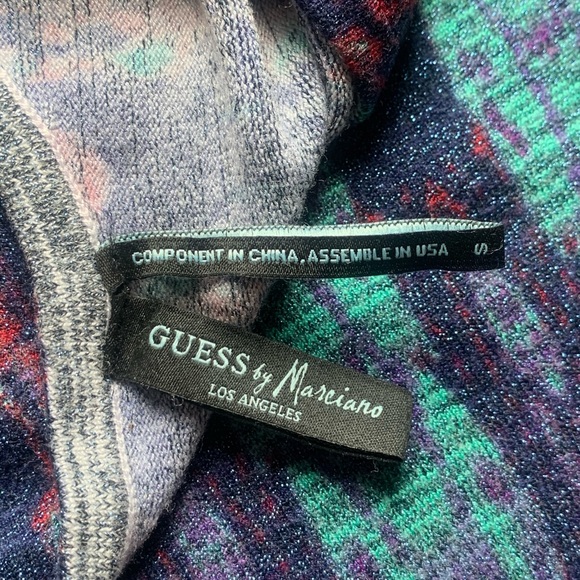 COMPONENT IN CHINA. ASSEMBLE IN USA
S
GUESS by Marciano
LOS ANGELES